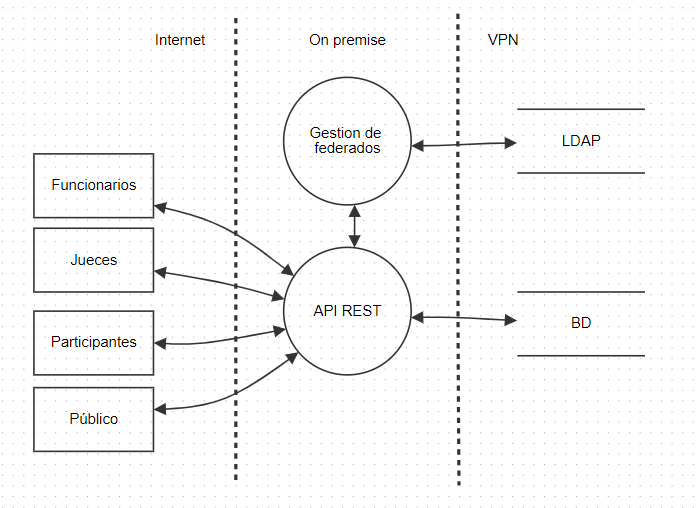 Internet
On premise
VPN
Gestion de
federados
LDAP
Funcionarios
Jueces
API REST
BD
Participantes
Público